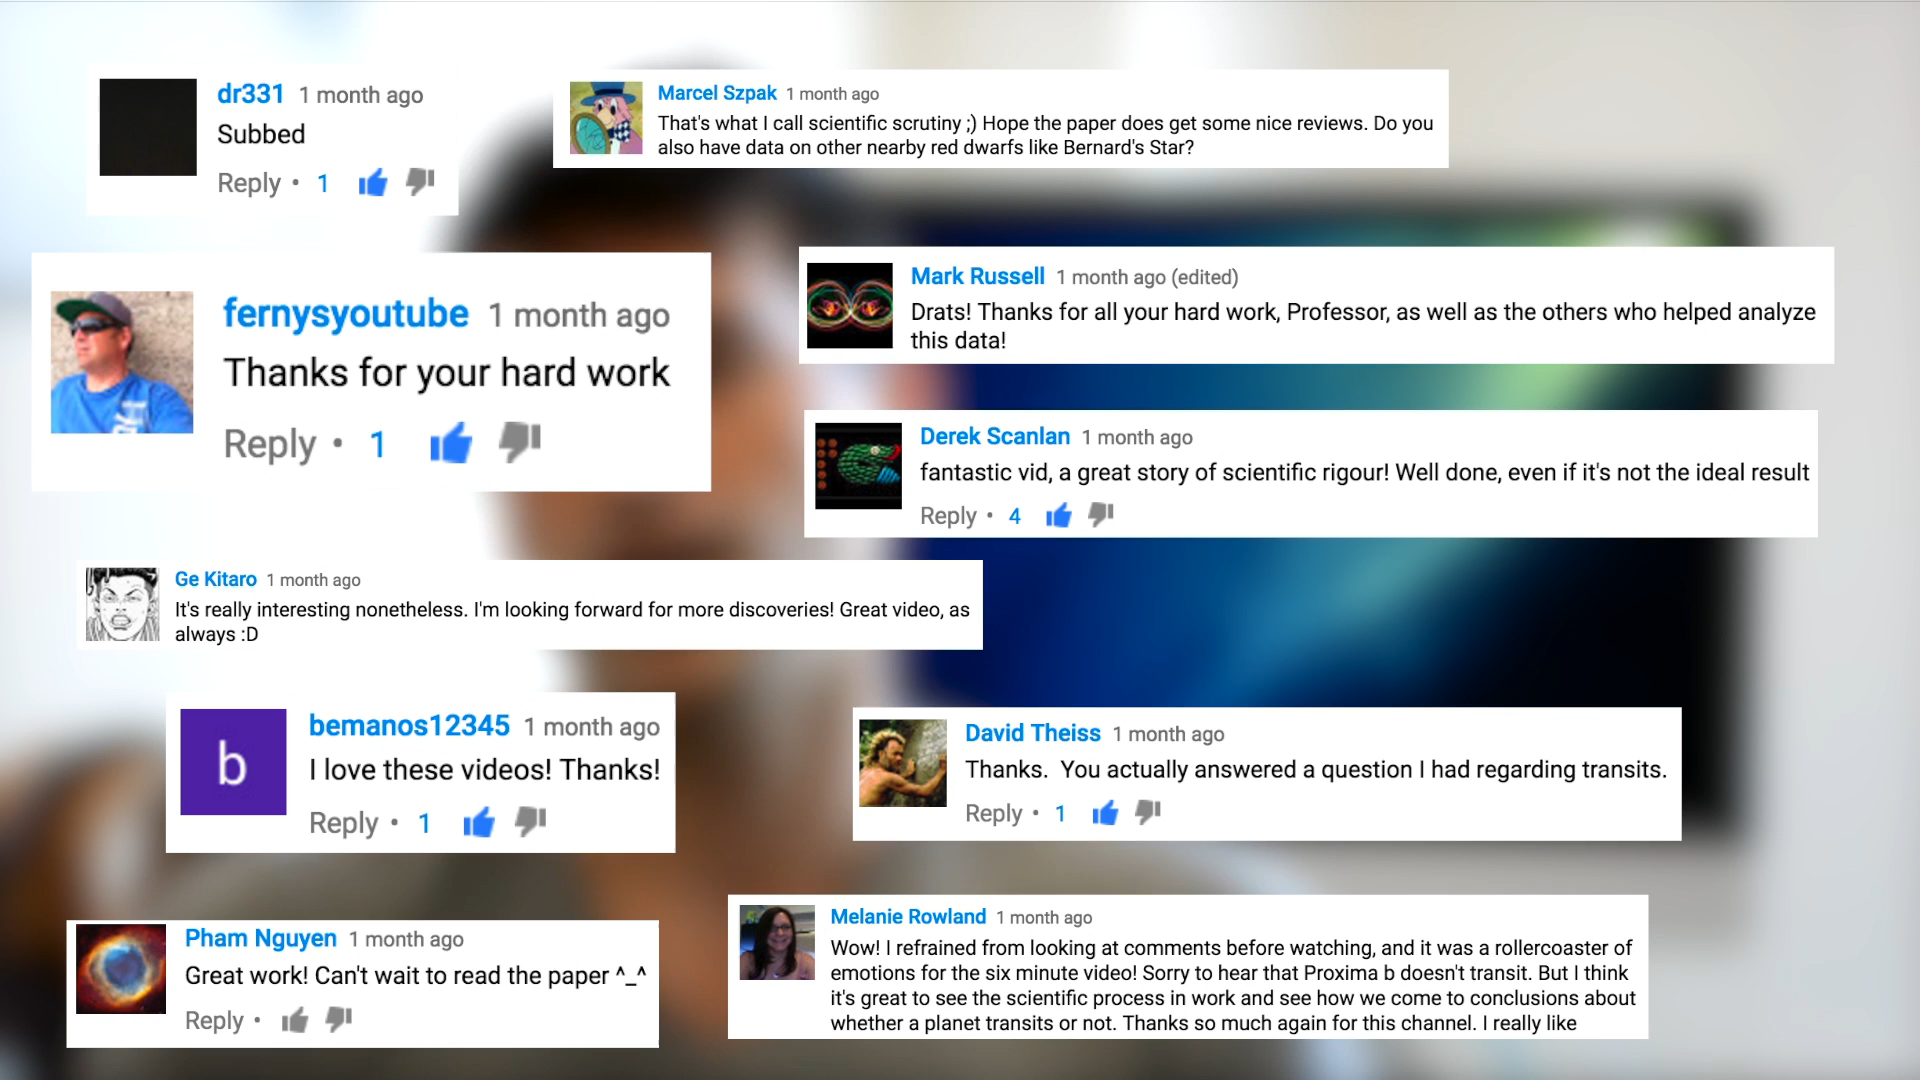 dr331 1 month ago
Subbed
Reply • 1
Marcel Szpak 1 month ago
That's what I call scientific scrutiny ;) Hope the paper does get some nice reviews. Do you
also have data on other nearby red dwarfs like Bernard's Star?
fernysyoutube 1 month ago
Thanks for your hard work
Reply • 1
Mark Russell 1 month ago (edited)
Drats! Thanks for all your hard work, Professor, as well as the others who helped analyze
this data!
Derek Scanlan 1 month ago
fantastic vid, a great story of scientific rigour! Well done, even if it's not the ideal result
Reply • 4
Ge Kitaro 1 month ago
It's really interesting nonetheless. I'm looking forward for more discoveries! Great video, as
always :D
b
bemanos12345 1 month ago
I love these videos! Thanks!
Reply • 1
David Theiss 1 month ago
Thanks.  You actually answered a question I had regarding transits.
Reply • 1
Pham Nguyen 1 month ago
Great work! Can't wait to read the paper ^_^
Reply •
Melanie Rowland 1 month ago
Wow! I refrained from looking at comments before watching, and it was a rollercoaster of
emotions for the six minute video! Sorry to hear that Proxima b doesn't transit. But I think
it's great to see the scientific process in work and see how we come to conclusions about
whether a planet transits or not. Thanks so much again for this channel. I really like